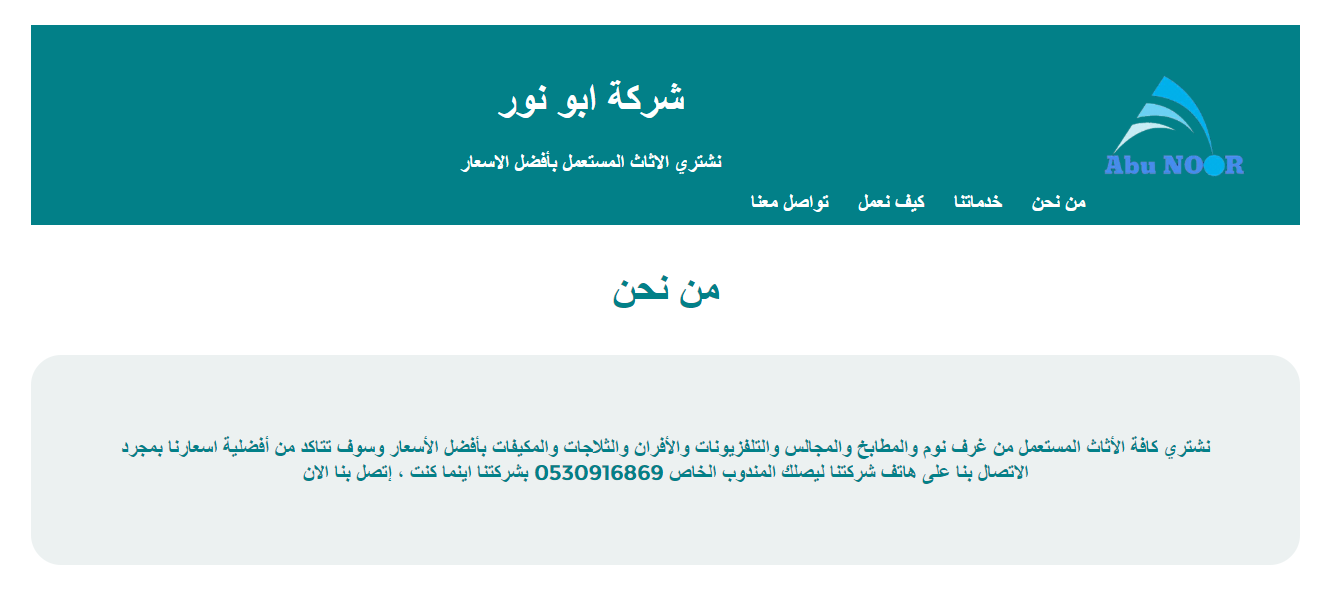 شركة ابو نور
Abu NOOR
نشتري الاثاث المستعمل بأفضل الاسعار
من نحن خدماتنا كيف نعمل تواصل معنا
من نحن
نشتري كافة الأثاث المستعمل من غرف نوم والمطابخ والمجالس والتلفزيونات والأفران والثلاجات والمكيفات بأفضل الأسعار وسوف تتاكد من أفضلية اسعارنا بمجرد
الاتصال بنا على هاتف شركتنا ليصلك المندوب الخاص 0530916869 بشركتنا اينما كنت ، إتصل بنا الان